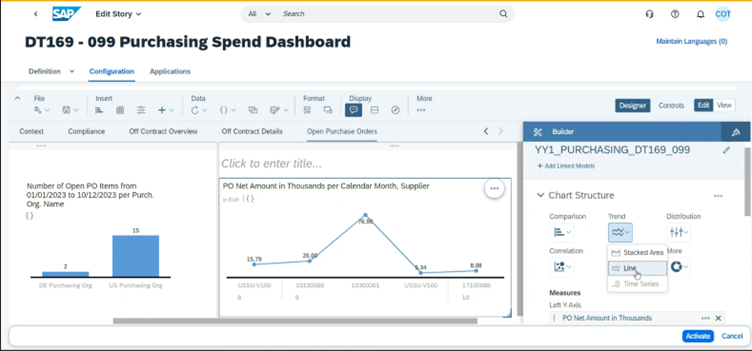 SAP
Edit Story
All
Search
COT
DT169 - 099 Purchasing Spend Dashboard
Maintain Languages (0)
Definition
Configuration
Applications
File
Insert
Data
Format
Display
More
Designer
Controls
Edit
View
Context
Compliance
Off Contract Overview
Off Contract Details
Open Purchase Orders
Builder
YY1_PURCHASING_DT169_099
+ Add Linked Models
Click to enter title...
Number of Open PO Items from
01/01/2023 to 10/12/2023 per Purch.
Org. Name
{}
2
15
DE Purchasing Org
US Purchasing Org
PO Net Amount in Thousands per Calendar Month, Supplier
in EUR | {}
15,79
20,00
76,98
8,08
USSU-V100
10100088
10300001
USSU-V100
17100088
8
9
10
Chart Structure
Comparison
Trend
Distribution
Stacked Area
Correlation
More
Line
Time Series
Measures
Left Y-Axis
PO Net Amount in Thousands
Activate
Cancel